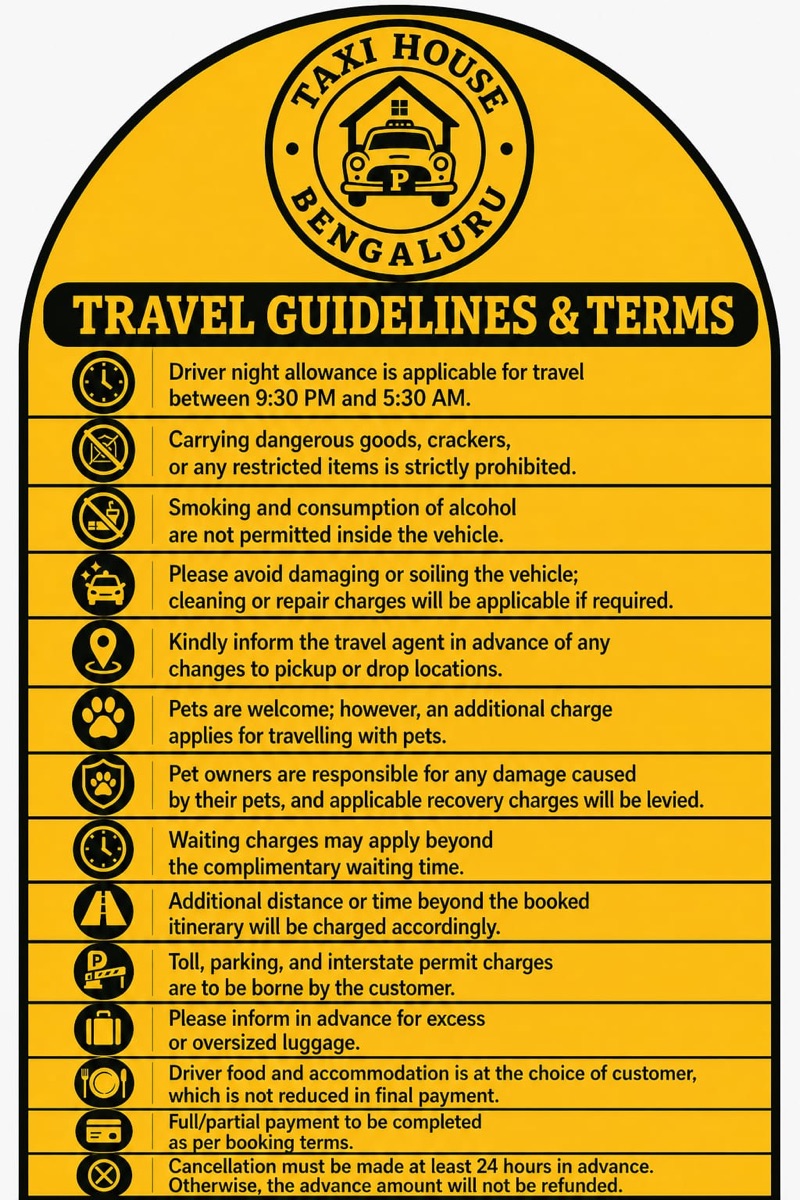 TAXI HOUSE
P
BENGALURU
TRAVEL GUIDELINES & TERMS
Driver night allowance is applicable for travel
between 9:30 PM and 5:30 AM.
Carrying dangerous goods, crackers,
or any restricted items is strictly prohibited.
Smoking and consumption of alcohol
are not permitted inside the vehicle.
Please avoid damaging or soiling the vehicle;
cleaning or repair charges will be applicable if required.
Kindly inform the travel agent in advance of any
changes to pickup or drop locations.
Pets are welcome; however, an additional charge
applies for travelling with pets.
Pet owners are responsible for any damage caused
by their pets, and applicable recovery charges will be levied.
Waiting charges may apply beyond
the complimentary waiting time.
Additional distance or time beyond the booked
itinerary will be charged accordingly.
P
Toll, parking, and interstate permit charges
are to be borne by the customer.
Please inform in advance for excess
or oversized luggage.
Driver food and accommodation is at the choice of customer,
which is not reduced in final payment.
Full/partial payment to be completed
as per booking terms.
Cancellation must be made at least 24 hours in advance.
Otherwise, the advance amount will not be refunded.